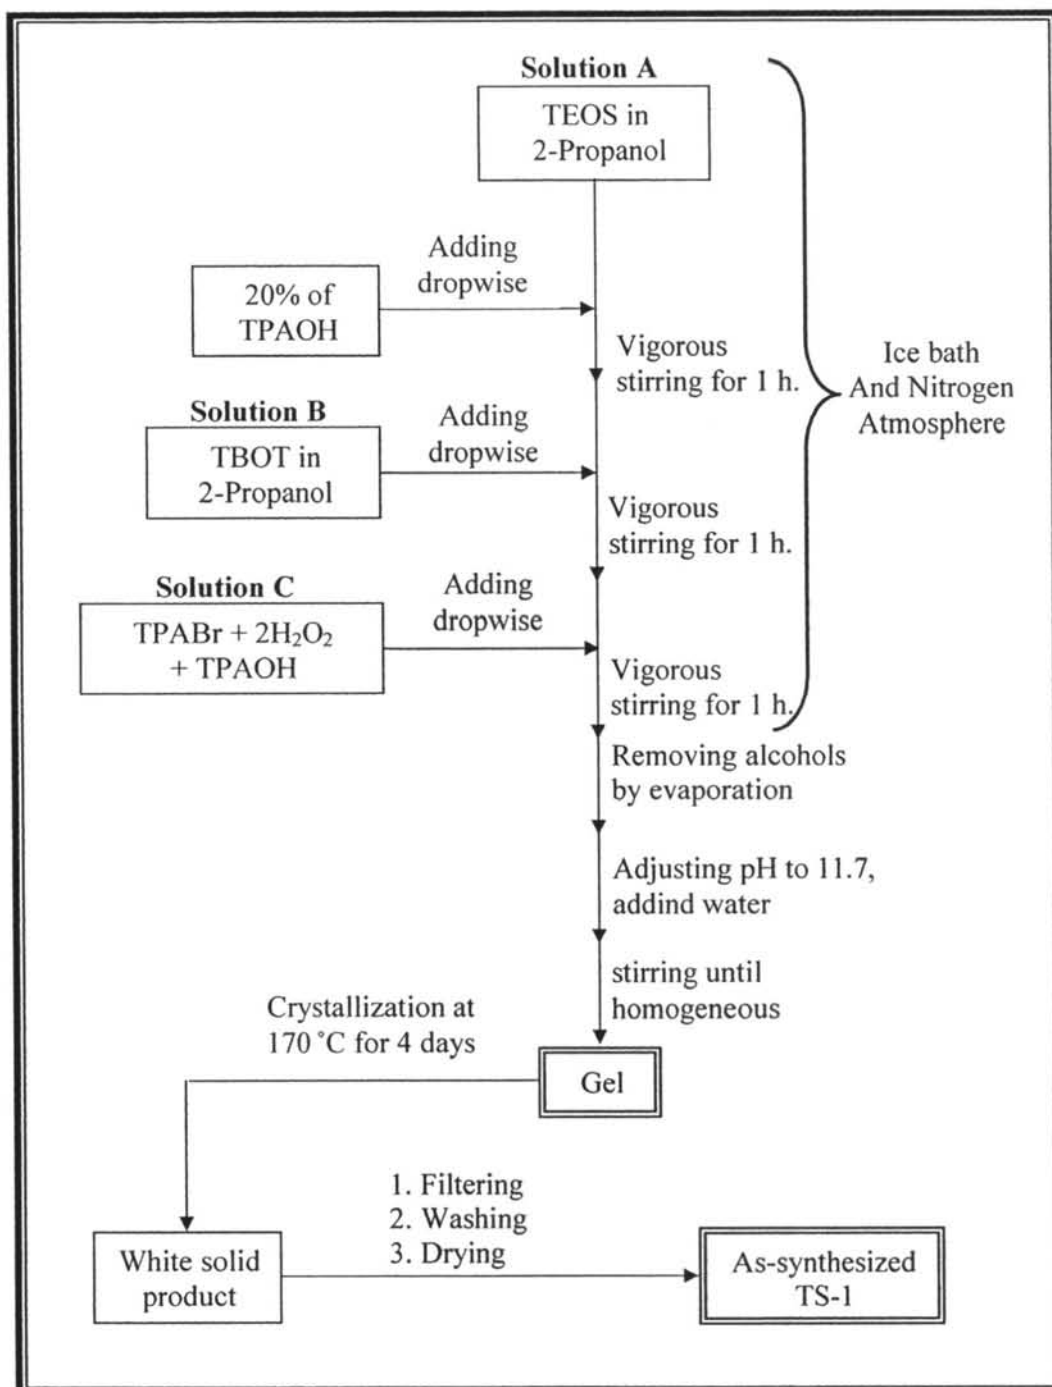 Solution A
TEOS in
2-Propanol
Adding
dropwise
20% of
TPAOH
Vigorous
stirring for 1 h.
Ice bath
And Nitrogen
Atmosphere
Solution B
TBOT in
2-Propanol
Adding
dropwise
Vigorous
stirring for 1 h.
Solution C
TPABr + 2H₂O₂
+ TPAOH
Adding
dropwise
Vigorous
stirring for 1 h.
Removing alcohols
by evaporation
Adjusting pH to 11.7,
addind water
stirring until
homogeneous
Crystallization at
170 °C for 4 days
Gel
1. Filtering
2. Washing
3. Drying
White solid
product
As-synthesized
TS-1